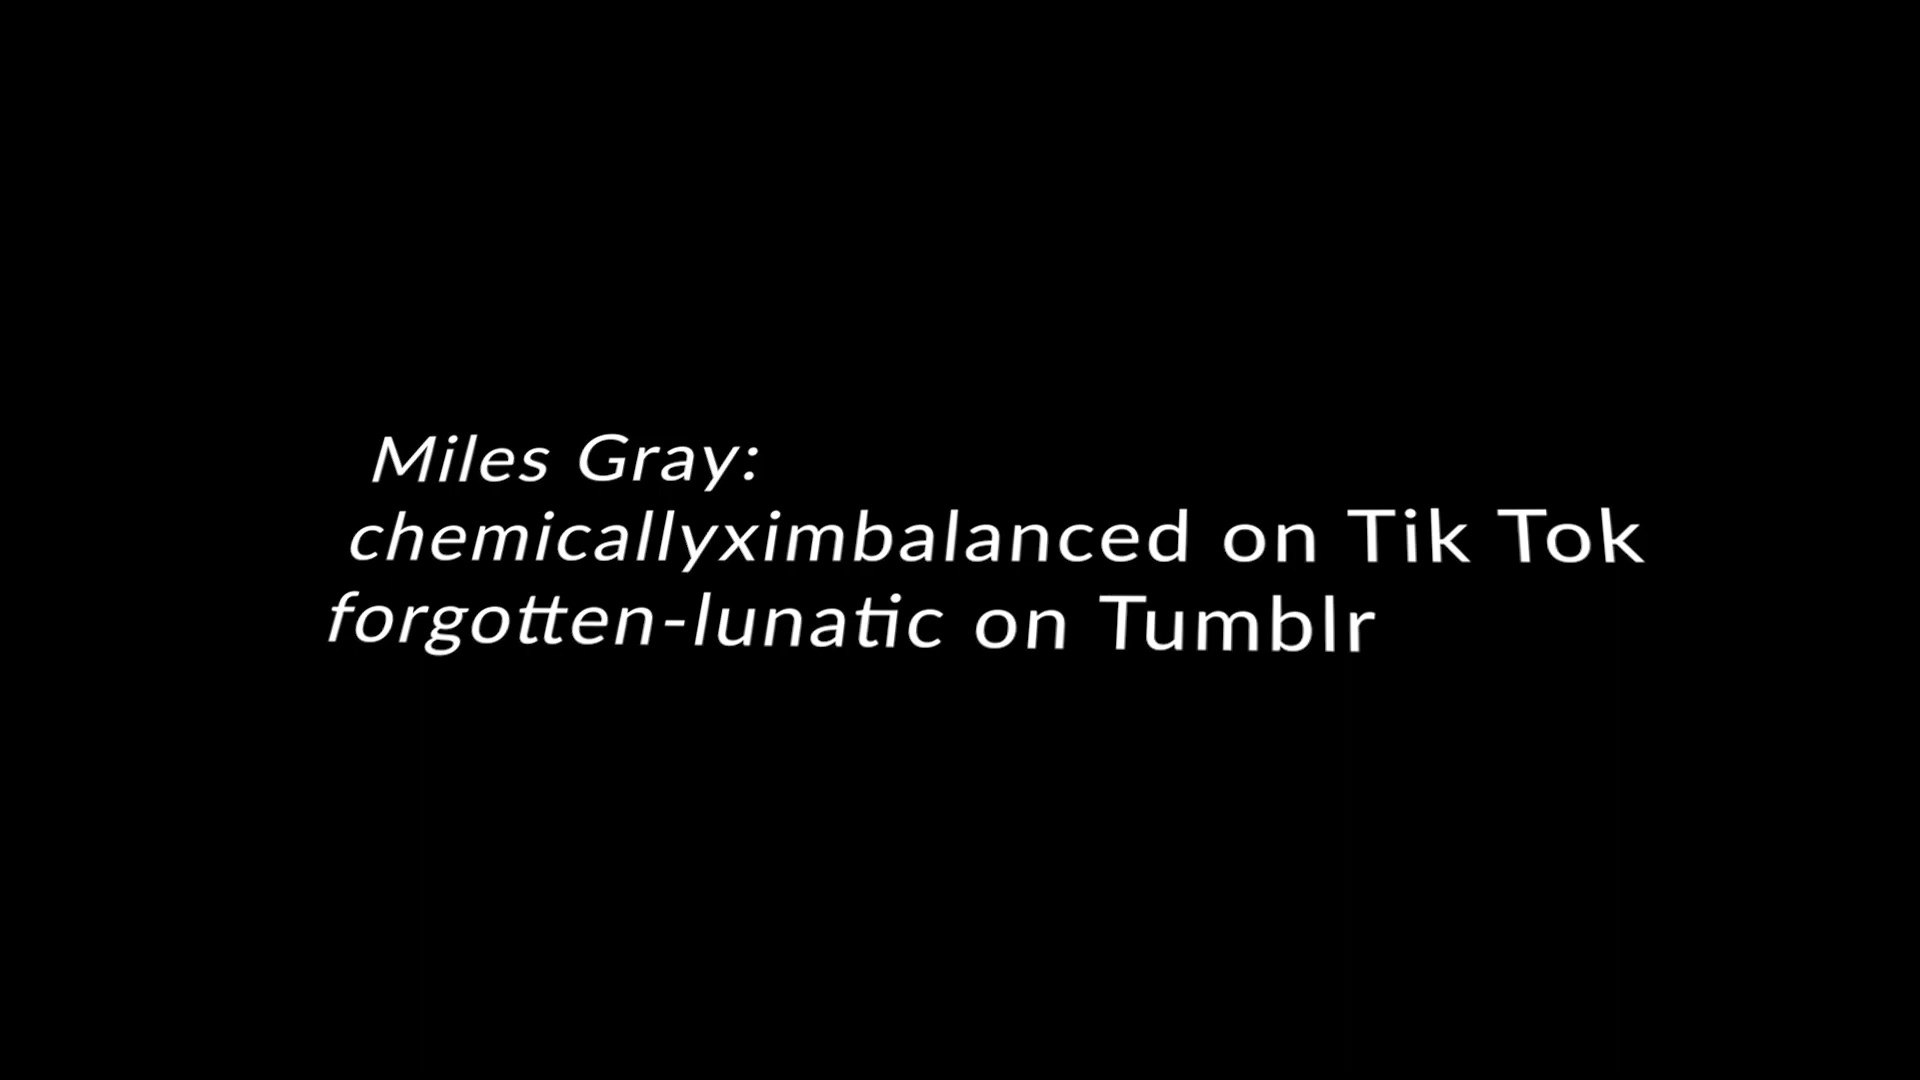 Miles Gray:
chemicallyximbalanced on Tik Tok
forgotten-lunatic on Tumblr